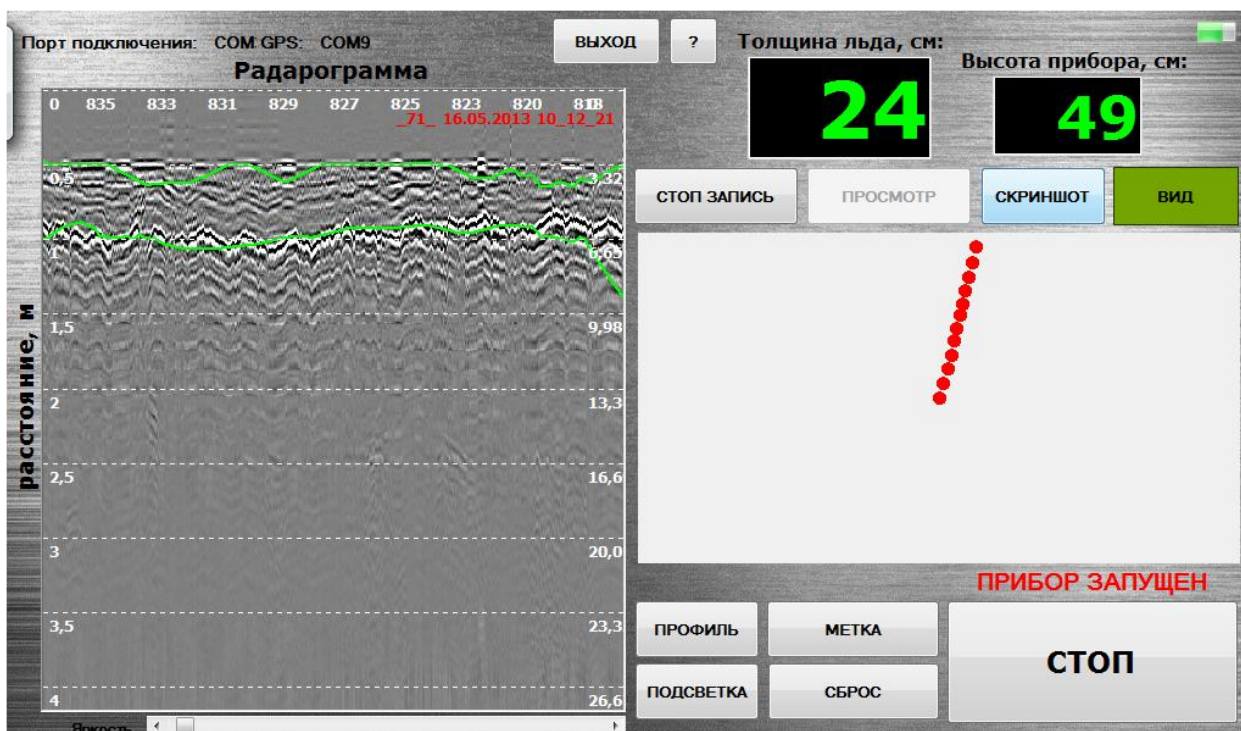 Порт подключения: COM GPS: COM9
ВЫХОД
?
Толщина льда, см:
24
Высота прибора, см:
49
Радарограмма
0 835 833 831 829 827 825 823 820 818
_71_ 16.05.2013 10_12_21
0,5 3,32
1 6,65
1,5 9,98
2 13,3
2,5 16,6
3 20,0
3,5 23,3
4 26,6
расстояние, м
Яркость
СТОП ЗАПИСЬ
ПРОСМОТР
СКРИНШОТ
ВИД
ПРИБОР ЗАПУЩЕН
ПРОФИЛЬ
МЕТКА
СТОП
ПОДСВЕТКА
СБРОС